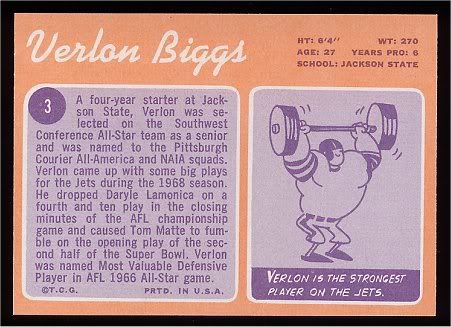 Verlon Biggs
HT: 6'4" WT: 270
AGE: 27 YEARS PRO: 6
SCHOOL: JACKSON STATE
3
A four-year starter at Jack-
son State, Verlon was se-
lected on the Southwest
Conference All-Star team as a senior
and was named to the Pittsburgh
Courier All-America and NAIA squads.
Verlon came up with some big plays
for the Jets during the 1968 season.
He dropped Daryle Lamonica on a
fourth and ten play in the closing
minutes of the AFL championship
game and caused Tom Matte to fum-
ble on the opening play of the sec-
ond half of the Super Bowl. Verlon
was named Most Valuable Defensive
Player in AFL 1966 All-Star game.
©T.C.G. PRTD. IN U.S.A.
VERLON IS THE STRONGEST
PLAYER ON THE JETS.